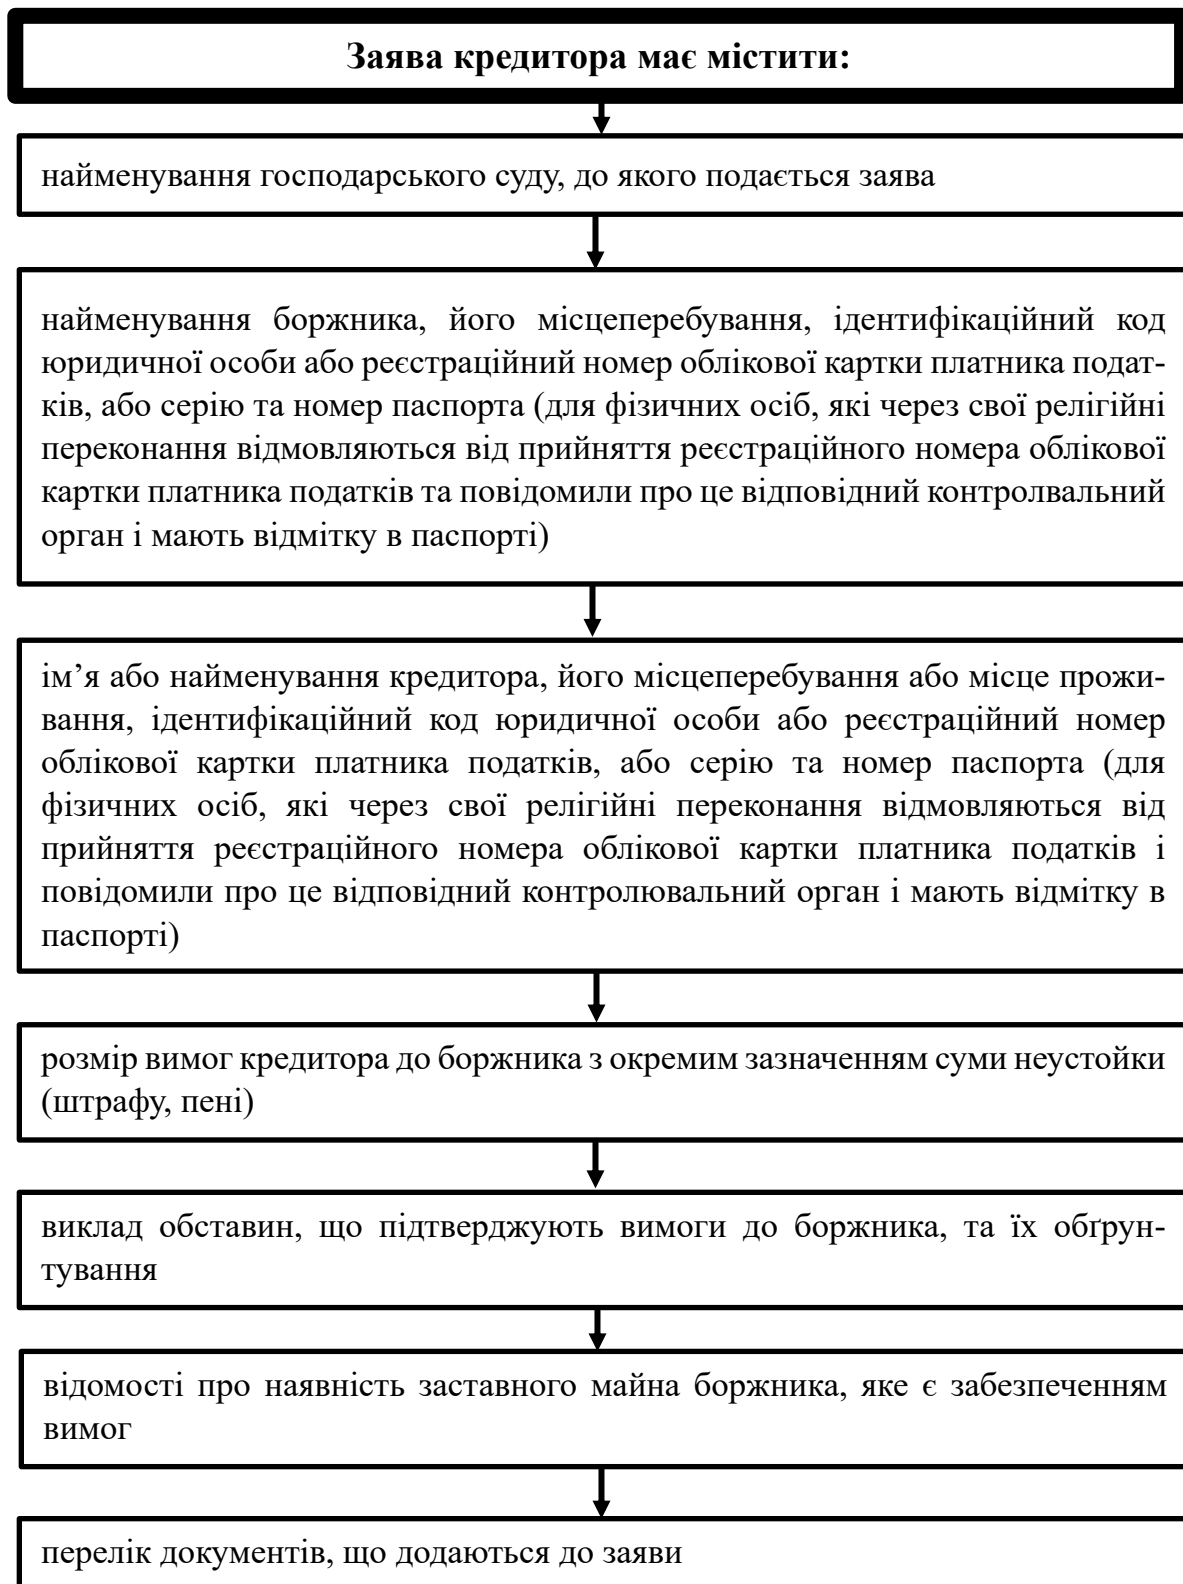 Заява кредитора має містити:
найменування господарського суду, до якого подається заява
найменування боржника, його місцеперебування, ідентифікаційний код
юридичної особи або реєстраційний номер облікової картки платника подат-
ків, або серію та номер паспорта (для фізичних осіб, які через свої релігійні
переконання відмовляються від прийняття реєстраційного номера облікової
картки платника податків та повідомили про це відповідний контролвальний
орган і мають відмітку в паспорті)
ім’я або найменування кредитора, його місцеперебування або місце прожи-
вання, ідентифікаційний код юридичної особи або реєстраційний номер
облікової картки платника податків, або серію та номер паспорта (для
фізичних осіб, які через свої релігійні переконання відмовляються від
прийняття реєстраційного номера облікової картки платника податків і
повідомили про це відповідний контролювальний орган і мають відмітку в
паспорті)
розмір вимог кредитора до боржника з окремим зазначенням суми неустойки
(штрафу, пені)
виклад обставин, що підтверджують вимоги до боржника, та їх обґрун-
тування
відомості про наявність заставного майна боржника, яке є забезпеченням
вимог
перелік документів, що додаються до заяви